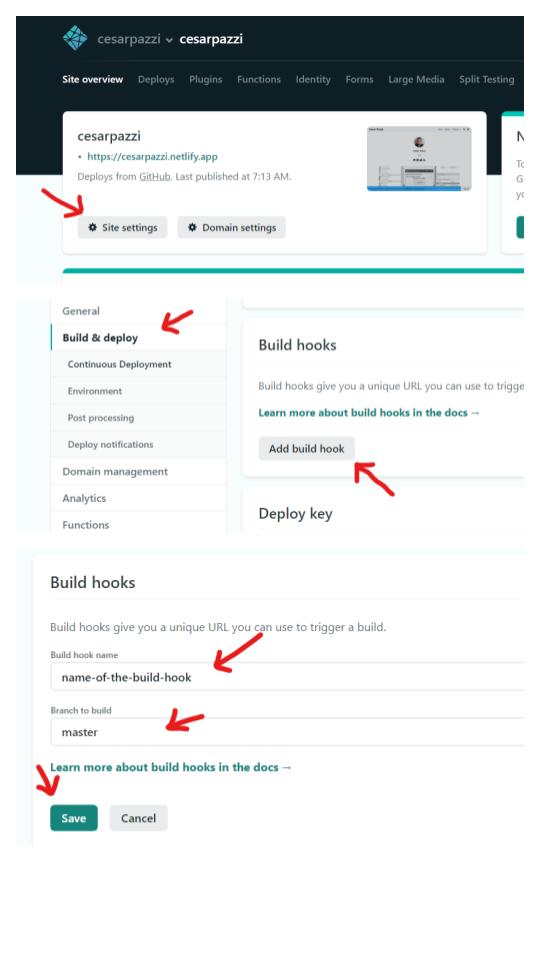 cesarpazzi cesarpazzi
Site overview Deploys Plugins Functions Identity Forms Large Media Split Testing
cesarpazzi
https://cesarpazzi.netlify.app
Deploys from GitHub. Last published at 7:13 AM.
Site settings Domain settings
General
Build & deploy
Continuous Deployment
Environment
Post processing
Deploy notifications
Domain management
Analytics
Functions
Build hooks
Build hooks give you a unique URL you can use to trigge
Learn more about build hooks in the docs →
Add build hook
Deploy key
Build hooks
Build hooks give you a unique URL you can use to trigger a build.
Build hook name
name-of-the-build-hook
Branch to build
master
Learn more about build hooks in the docs →
Save Cancel